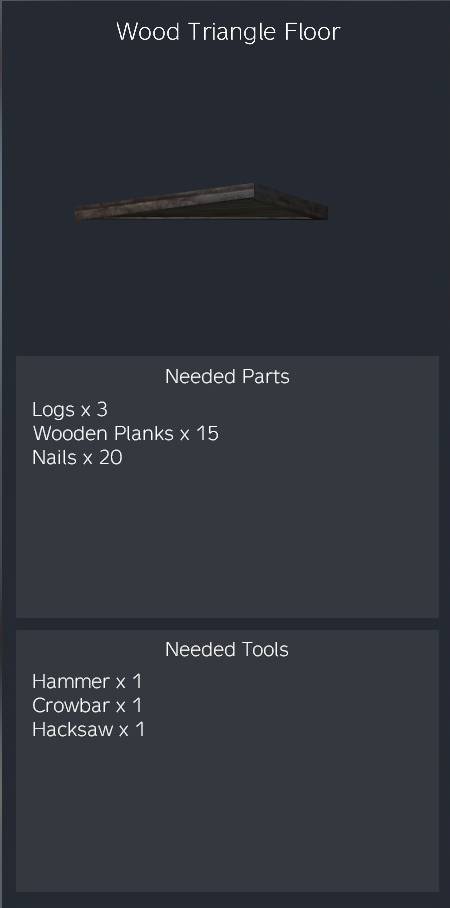 Wood Triangle Floor
Needed Parts
Logs x 3
Wooden Planks x 15
Nails x 20
Needed Tools
Hammer x 1
Crowbar x 1
Hacksaw x 1